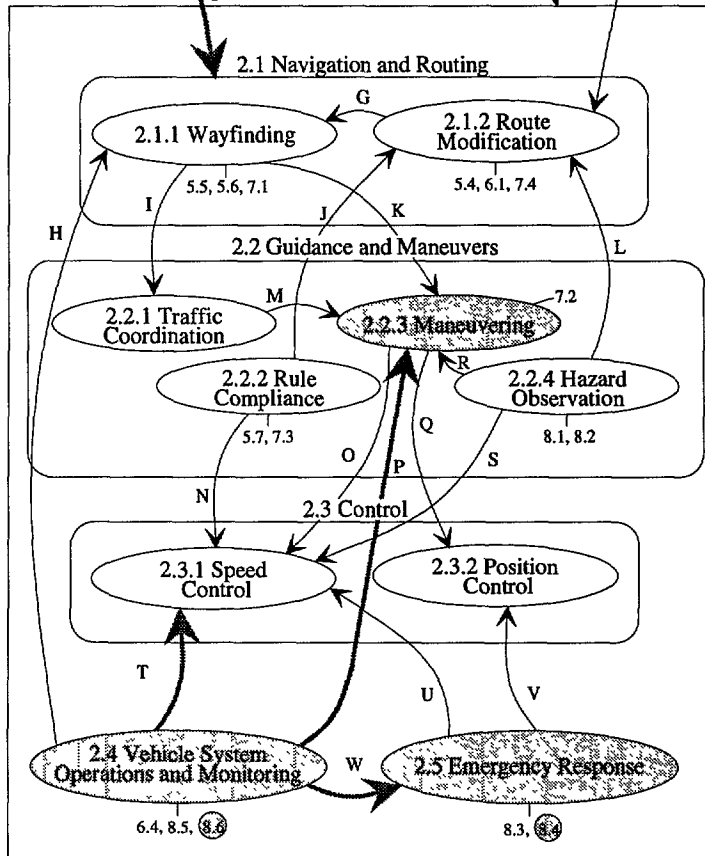 2.1 Navigation and Routing
G
2.1.1 Wayfinding
2.1.2 Route
Modification
5.5, 5.6, 7.1
5.4, 6.1, 7.4
H
I
J
K
L
2.2 Guidance and Maneuvers
M
7.2
2.2.1 Traffic
Coordination
2.2.3 Maneuvering
R
2.2.2 Rule
Compliance
2.2.4 Hazard
Observation
5.7, 7.3
8.1, 8.2
Q
O
P
S
N
2.3 Control
2.3.1 Speed
Control
2.3.2 Position
Control
T
U
V
2.4 Vehicle System
Operations and Monitoring
W
2.5 Emergency Response
6.4, 8.5, 8.6
8.3, 8.4